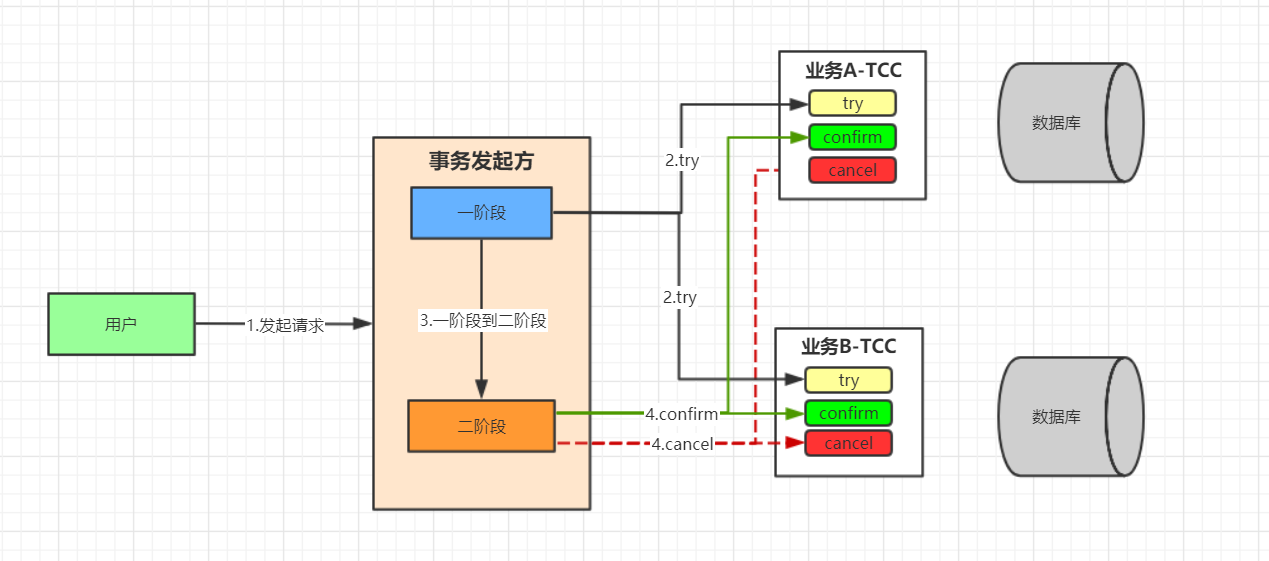 用户
1.发起请求
事务发起方
一阶段
3.一阶段到二阶段
二阶段
2.try
2.try
4.confirm
4.cancel
业务A-TCC
try
confirm
cancel
数据库
业务B-TCC
try
confirm
cancel
数据库